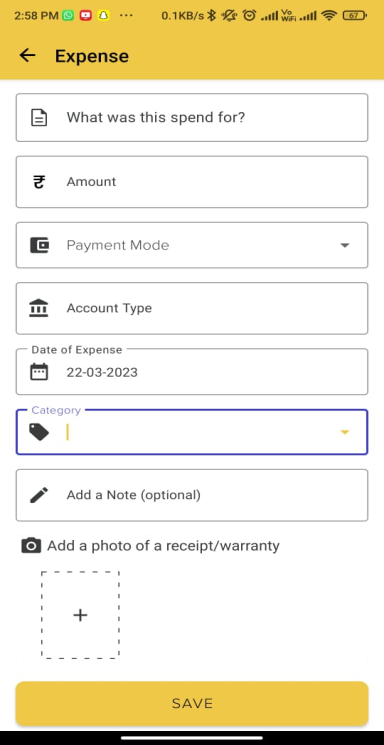 2:58 PM ... 0.1KB/s Vo WiFi 67
Expense
What was this spend for?
₹ Amount
Payment Mode
Account Type
Date of Expense
22-03-2023
Category
Add a Note (optional)
Add a photo of a receipt/warranty
+
SAVE